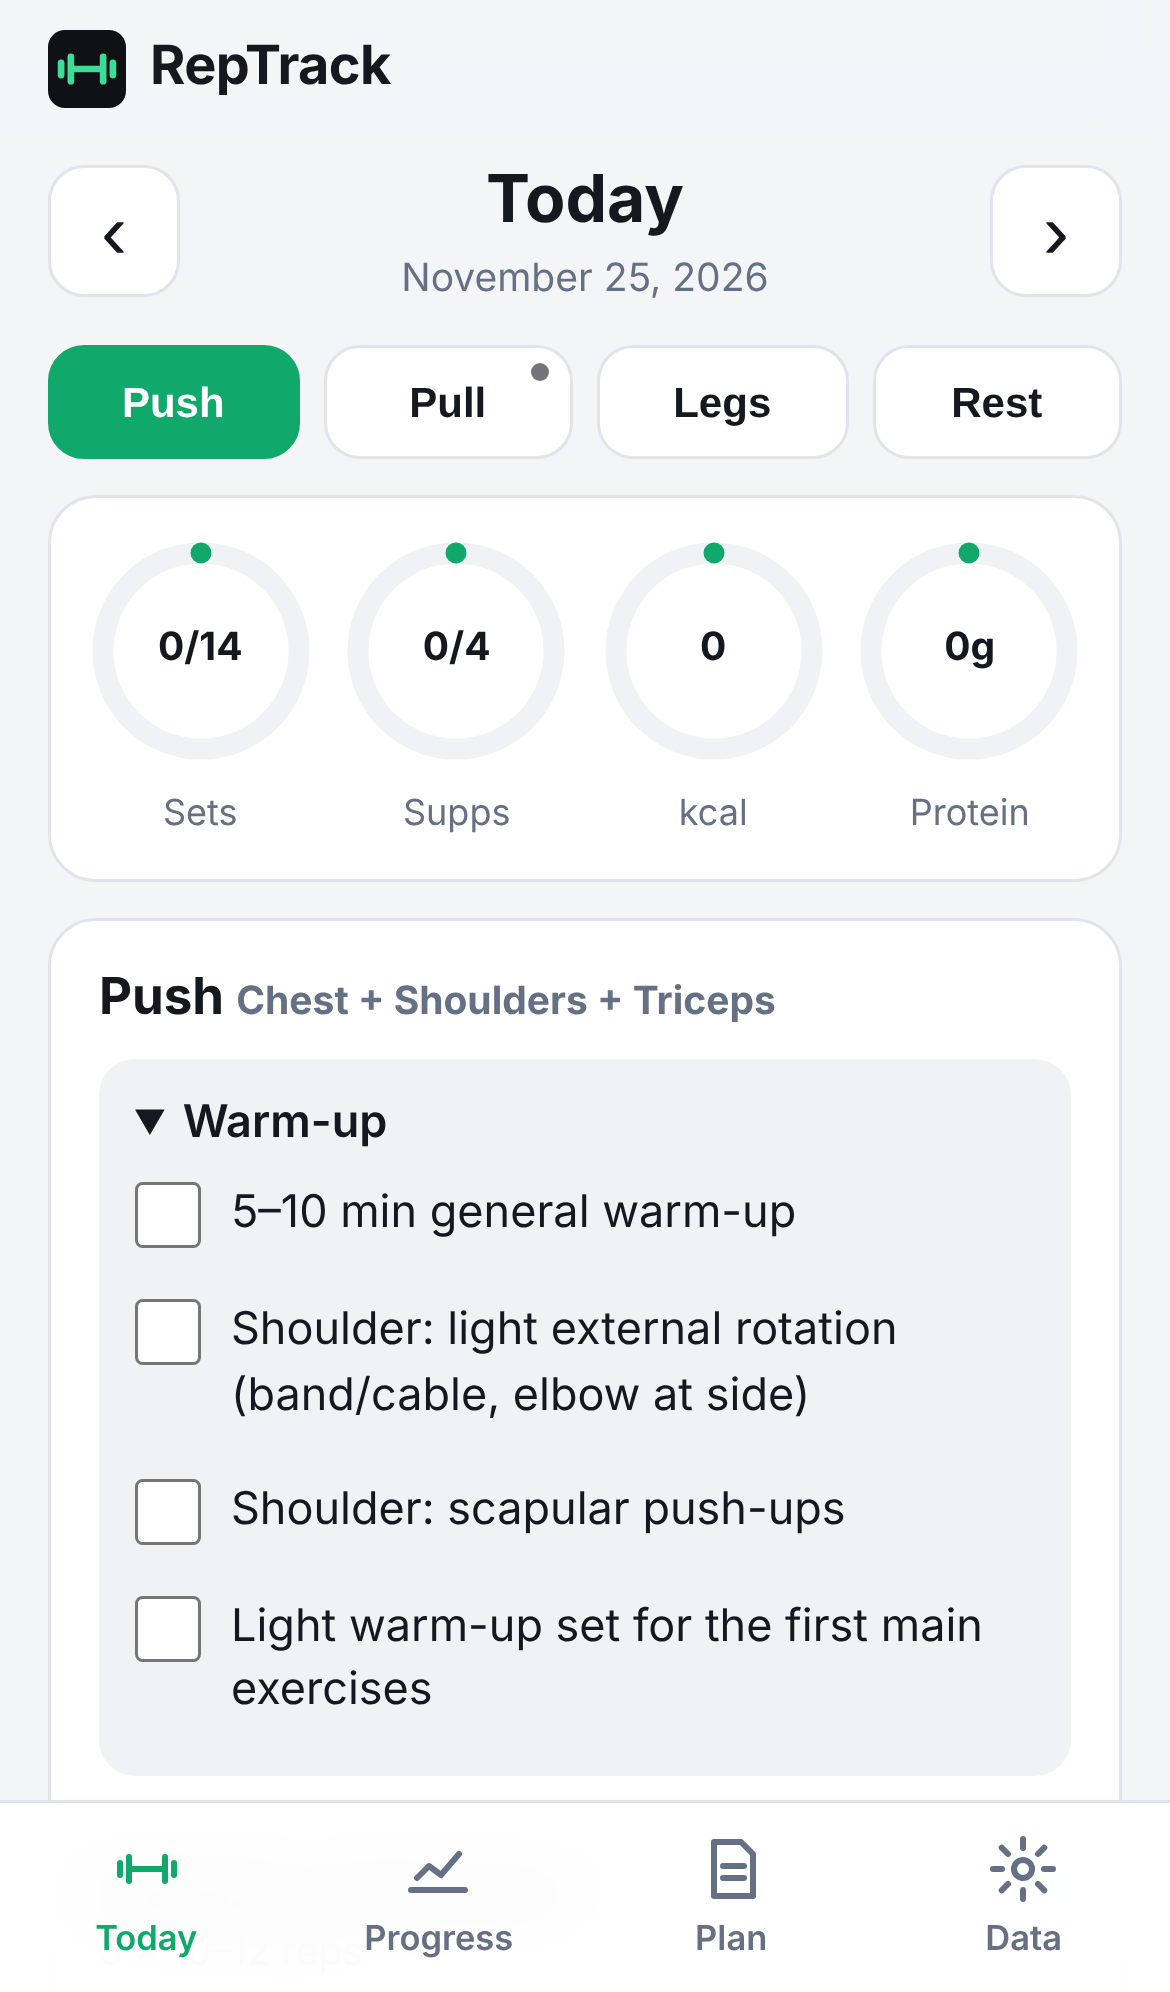 RepTrack
‹
Today
November 25, 2026
›
Push
Pull
Legs
Rest
0/14
0/4
0
0g
Sets
Supps
kcal
Protein
Push Chest + Shoulders + Triceps
▼ Warm-up
5–10 min general warm-up
Shoulder: light external rotation
(band/cable, elbow at side)
Shoulder: scapular push-ups
Light warm-up set for the first main
exercises
Today
Progress
Plan
Data